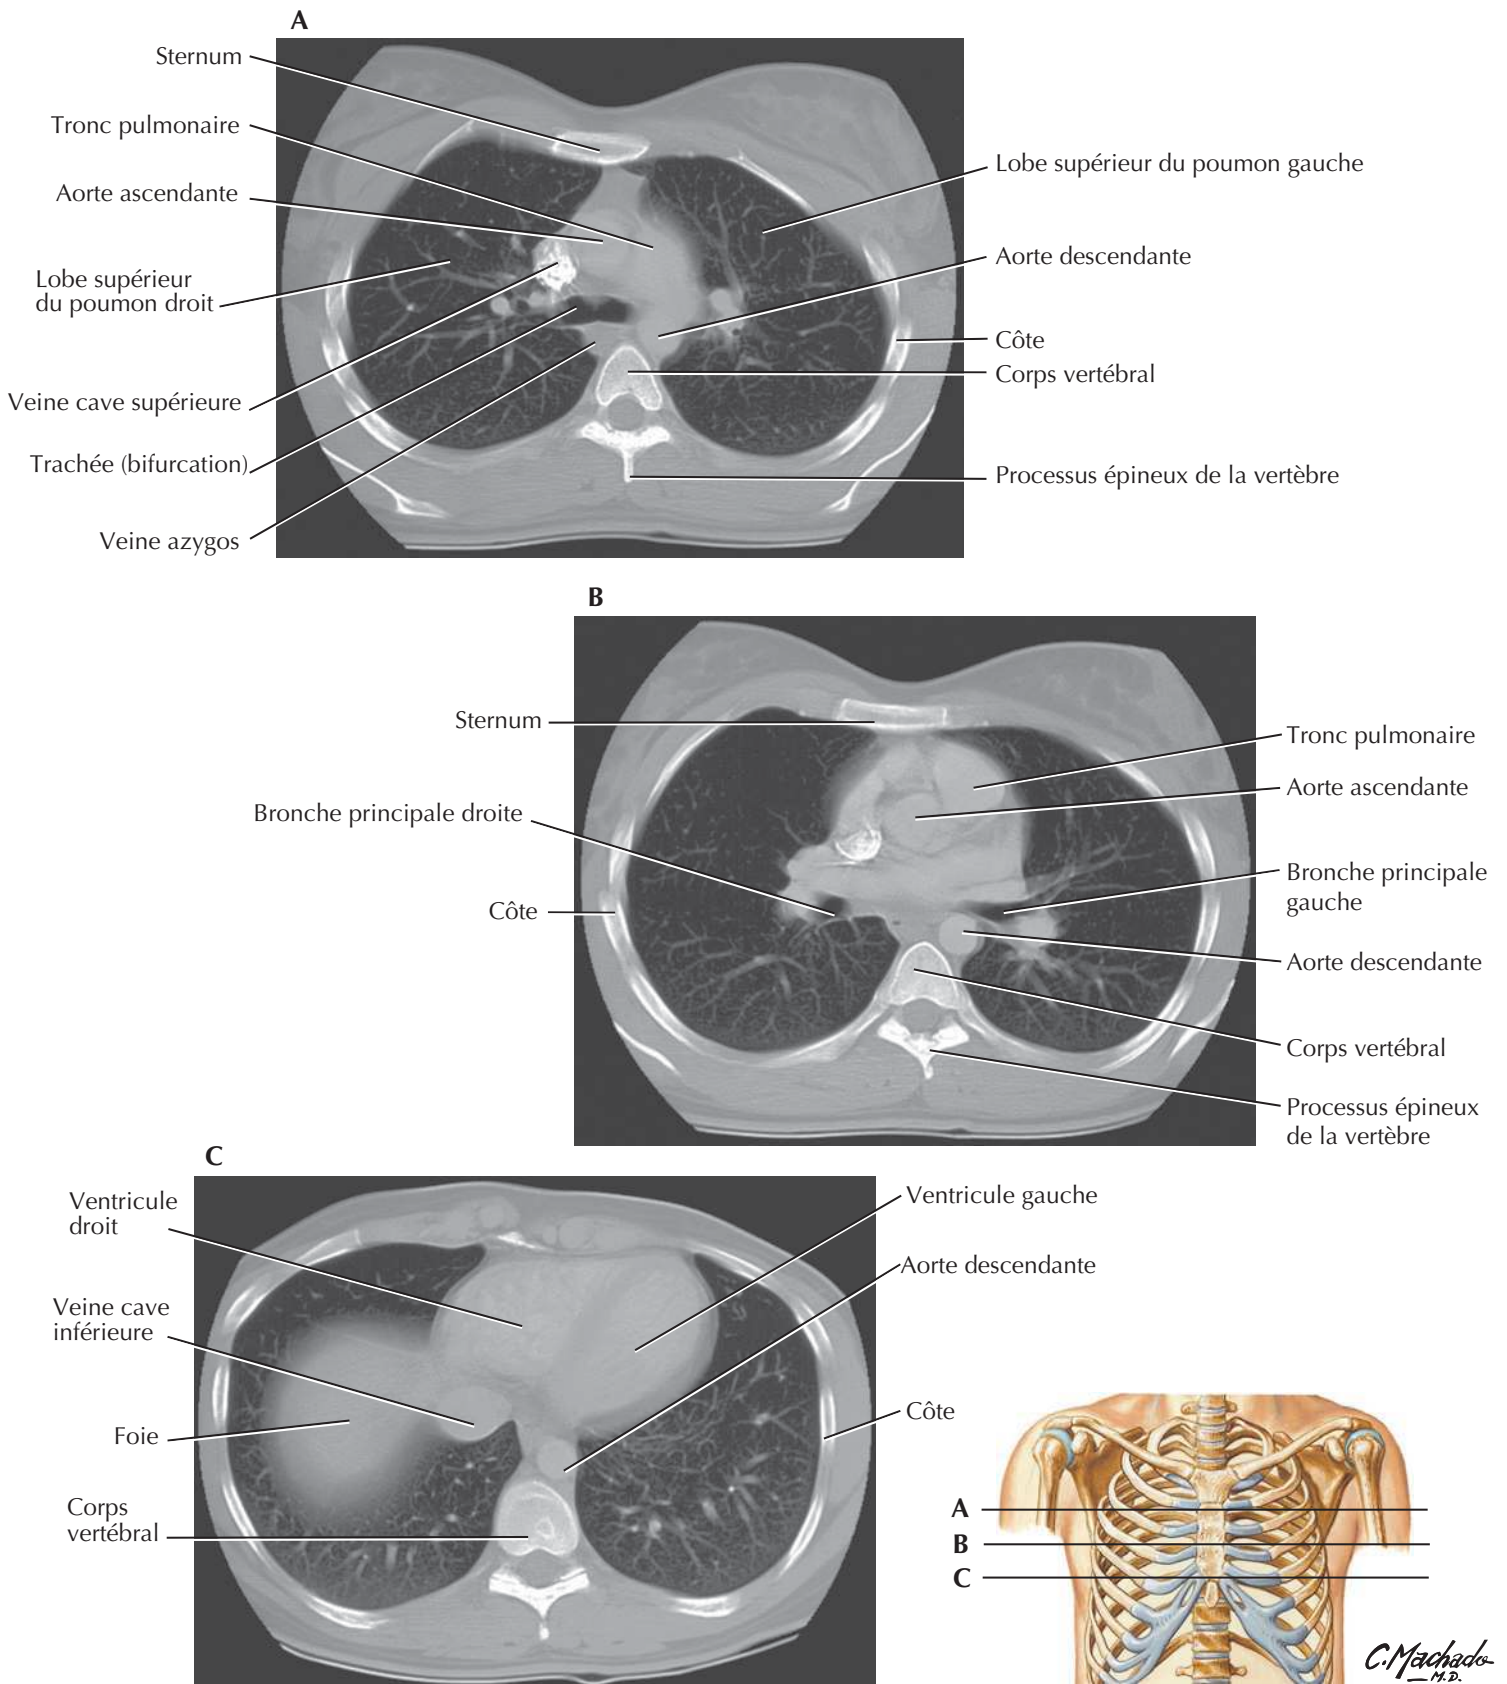 A
Sternum
Tronc pulmonaire
Aorte ascendante
Lobe supérieur
du poumon droit
Veine cave supérieure
Trachée (bifurcation)
Veine azygos
Lobe supérieur du poumon gauche
Aorte descendante
Côte
Corps vertébral
Processus épineux de la vertèbre
B
Sternum
Bronche principale droite
Côte
Tronc pulmonaire
Aorte ascendante
Bronche principale
gauche
Aorte descendante
Corps vertébral
Processus épineux
de la vertèbre
C
Ventricule
droit
Veine cave
inférieure
Foie
Corps
vertébral
Ventricule gauche
Aorte descendante
Côte
A
B
C
C. Machado
M.D.